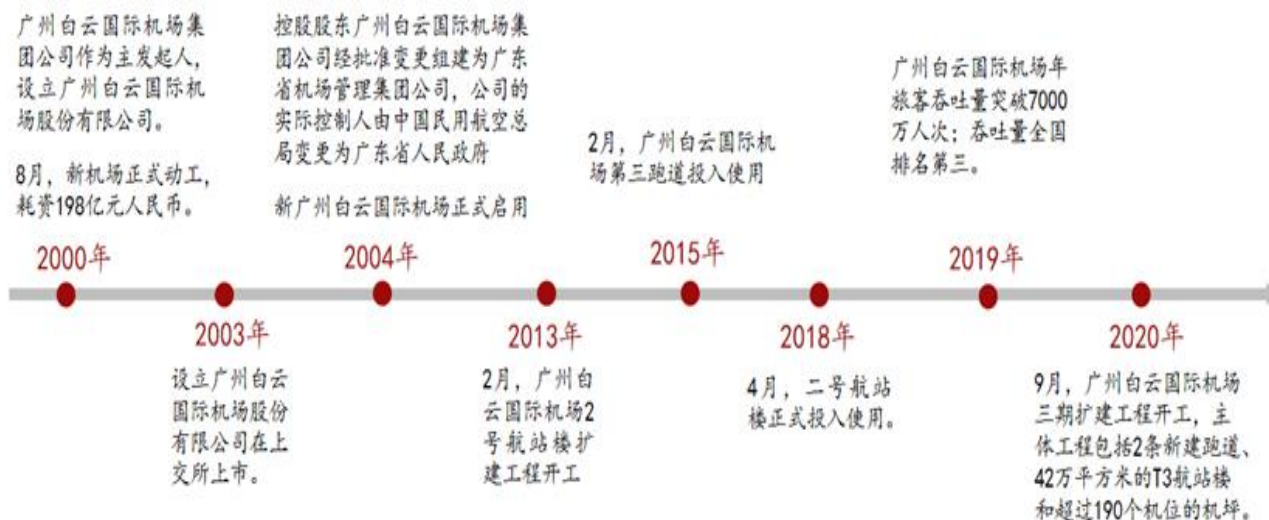 广州白云国际机场集
团公司作为主发起人,
设立广州白云国际机
场股份有限公司。
8月，新机场正式动工,
耗资198亿元人民币。
2000年
控股股东广州白云国际机场集
团公司经批准变更组建为广东
省机场管理集团公司，公司的
实际控制人由中国民用航空总
局变更为广东省人民政府
新广州白云国际机场正式启用
2004年
2月，广州白云国际机
场第三跑道投入使用
2015年
广州白云国际机场年
旅客吞吐量突破7000
万人次；吞吐量全国
排名第三。
2019年
2003年
设立广州白云
国际机场股份
有限公司在上
交所上市。
2013年
2月，广州白
云国际机场2
号航站楼扩
建工程开工
2018年
4月，二号航站
楼正式投入使用。
2020年
9月，广州白云国际机场
三期扩建工程开工，主
体工程包括2条新建跑道、
42万平方米的T3航站楼
和超过190个机位的机坪。